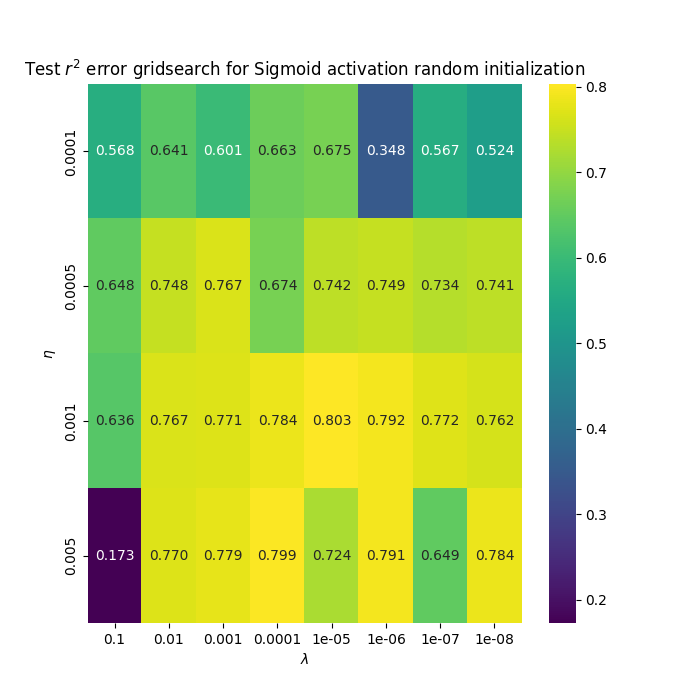 Test r² error gridsearch for Sigmoid activation random initialization
0.0001 0.568 0.641 0.601 0.663 0.675 0.348 0.567 0.524
0.0005 0.648 0.748 0.767 0.674 0.742 0.749 0.734 0.741
η
0.001 0.636 0.767 0.771 0.784 0.803 0.792 0.772 0.762
0.005 0.173 0.770 0.779 0.799 0.724 0.791 0.649 0.784
0.1 0.01 0.001 0.0001 1e-05 1e-06 1e-07 1e-08
λ
0.8
0.7
0.6
0.5
0.4
0.3
0.2